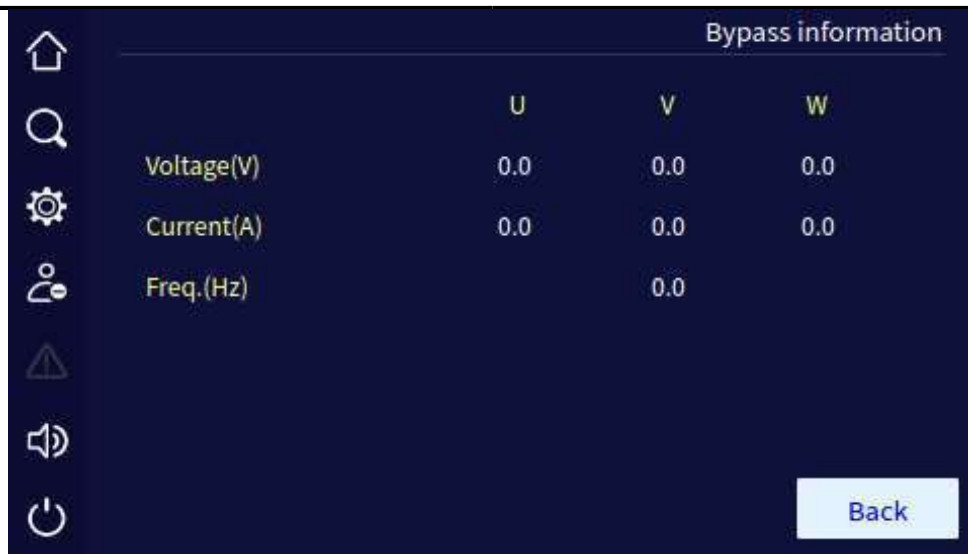 Bypass information
U V W
Voltage(V) 0.0 0.0 0.0
Current(A) 0.0 0.0 0.0
Freq.(Hz) 0.0
Back